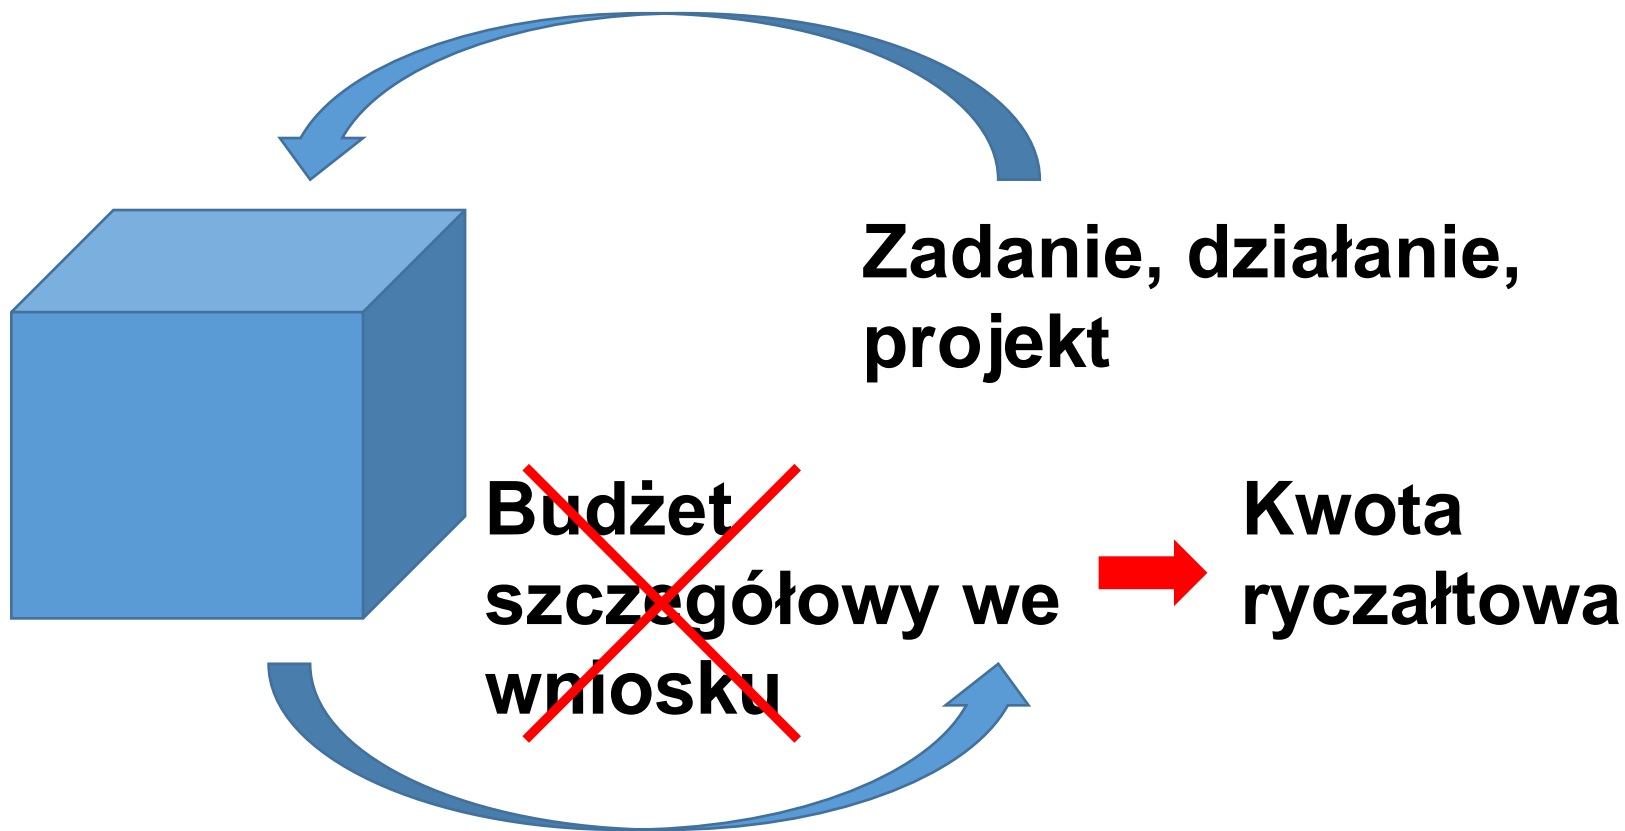 Zadanie, działanie,
projekt
Budżet
szczegółowy we
wniosku
Kwota
ryczałtowa